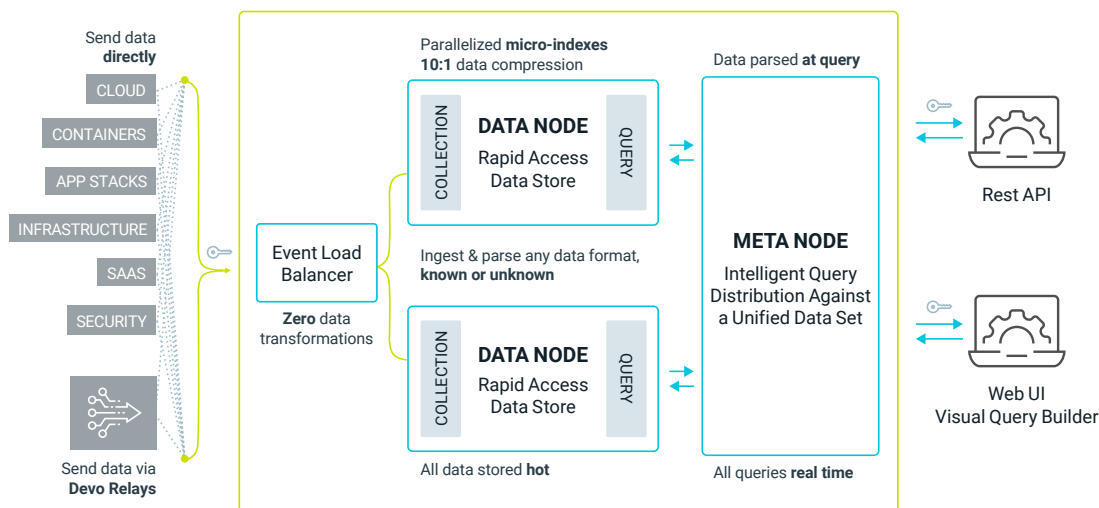 Send data
directly
CLOUD
CONTAINERS
APP STACKS
INFRASTRUCTURE
SAAS
SECURITY
Send data via
Devo Relays
Event Load
Balancer
Zero data
transformations
Parallelized micro-indexes
10:1 data compression
COLLECTION
DATA NODE
Rapid Access
Data Store
QUERY
Ingest & parse any data format,
known or unknown
COLLECTION
DATA NODE
Rapid Access
Data Store
QUERY
All data stored hot
Data parsed at query
META NODE
Intelligent Query
Distribution Against
a Unified Data Set
All queries real time
Rest API
Web UI
Visual Query Builder